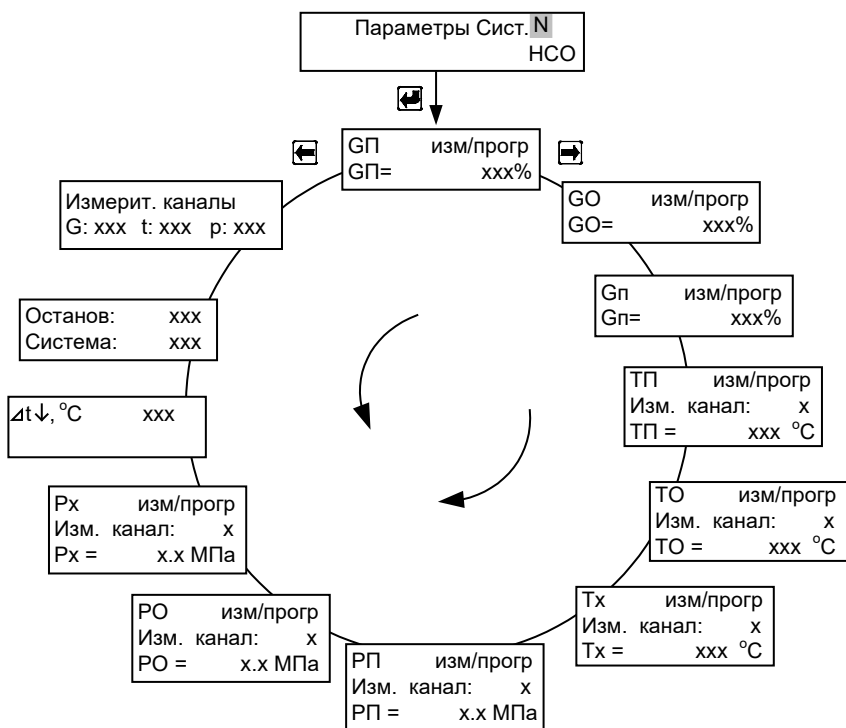 Параметры Сист. N
НСО
GП изм/прогр
GП= xxx%
GО изм/прогр
GО= xxx%
Gп изм/прогр
Gп= xxx%
ТП изм/прогр
Изм. канал: x
ТП = xxx °С
ТО изм/прогр
Изм. канал: x
ТО = xxx °С
Тх изм/прогр
Изм. канал: x
Тх = xxx °С
РП изм/прогр
Изм. канал: x
РП = x.x МПа
РО изм/прогр
Изм. канал: x
РО = x.x МПа
Рх изм/прогр
Изм. канал: x
Рх = x.x МПа
⊿t↓, °С xxx
Останов: xxx
Система: xxx
Измерит. каналы
G: xxx t: xxx p: xxx